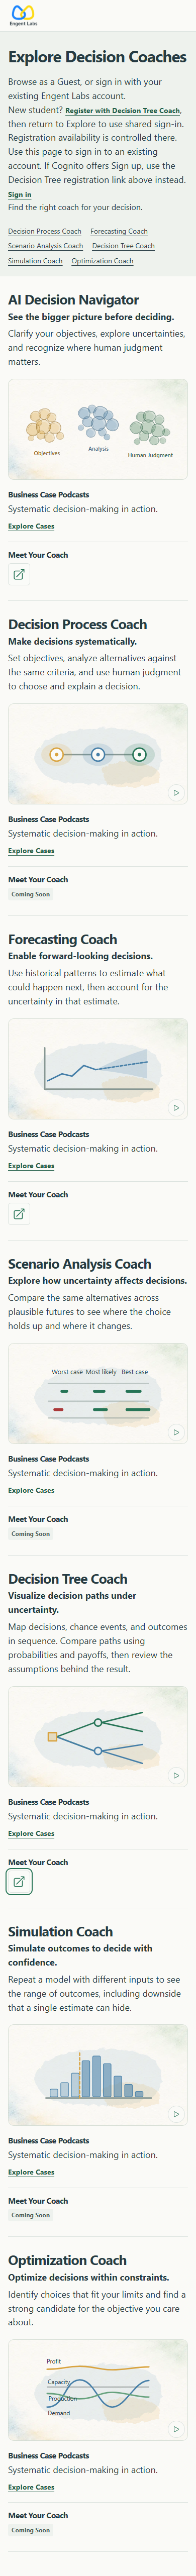 Engent Labs
Explore Decision Coaches
Browse as a Guest, or sign in with your
existing Engent Labs account.
New student? Register with Decision Tree Coach,
then return to Explore to use shared sign-in.
Registration availability is controlled there.
Use this page to sign in to an existing
account. If Cognito offers Sign up, use the
Decision Tree registration link above instead.
Sign in
Find the right coach for your decision.
Decision Process Coach Forecasting Coach
Scenario Analysis Coach Decision Tree Coach
Simulation Coach Optimization Coach
AI Decision Navigator
See the bigger picture before deciding.
Clarify your objectives, explore uncertainties,
and recognize where human judgment
matters.
Objectives
Analysis
Human Judgment
Business Case Podcasts
Systematic decision-making in action.
Explore Cases
Meet Your Coach
Decision Process Coach
Make decisions systematically.
Set objectives, analyze alternatives against
the same criteria, and use human judgment
to choose and explain a decision.
Business Case Podcasts
Systematic decision-making in action.
Explore Cases
Meet Your Coach
Coming Soon
Forecasting Coach
Enable forward-looking decisions.
Use historical patterns to estimate what
could happen next, then account for the
uncertainty in that estimate.
Business Case Podcasts
Systematic decision-making in action.
Explore Cases
Meet Your Coach
Scenario Analysis Coach
Explore how uncertainty affects decisions.
Compare the same alternatives across
plausible futures to see where the choice
holds up and where it changes.
Worst case Most likely Best case
Business Case Podcasts
Systematic decision-making in action.
Explore Cases
Meet Your Coach
Coming Soon
Decision Tree Coach
Visualize decision paths under
uncertainty.
Map decisions, chance events, and outcomes
in sequence. Compare paths using
probabilities and payoffs, then review the
assumptions behind the result.
Business Case Podcasts
Systematic decision-making in action.
Explore Cases
Meet Your Coach
Simulation Coach
Simulate outcomes to decide with
confidence.
Repeat a model with different inputs to see
the range of outcomes, including downside
that a single estimate can hide.
Business Case Podcasts
Systematic decision-making in action.
Explore Cases
Meet Your Coach
Coming Soon
Optimization Coach
Optimize decisions within constraints.
Identify choices that fit your limits and find a
strong candidate for the objective you care
about.
Profit
Capacity
Production
Demand
Business Case Podcasts
Systematic decision-making in action.
Explore Cases
Meet Your Coach
Coming Soon